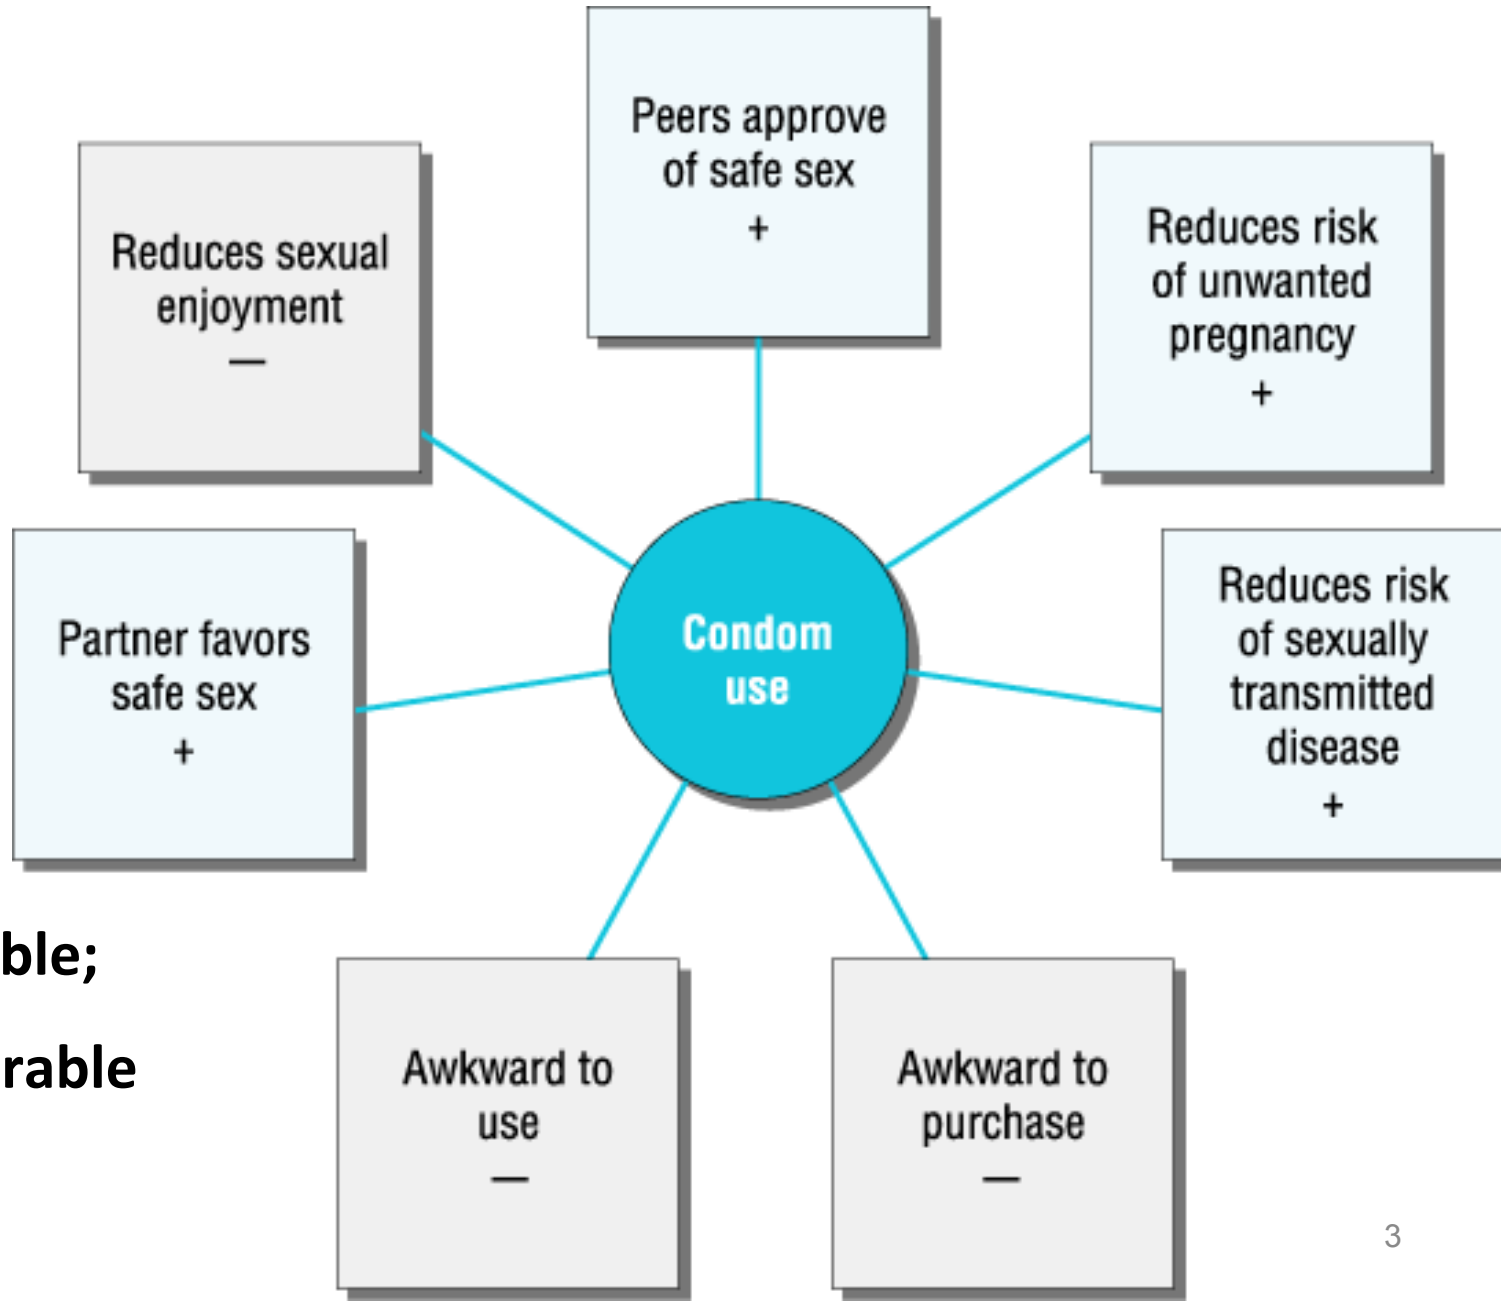 Peers approve
of safe sex
+
Reduces sexual
enjoyment
—
Reduces risk
of unwanted
pregnancy
+
Partner favors
safe sex
+
Condom
use
Reduces risk
of sexually
transmitted
disease
+
ble;
rable
Awkward to
use
—
Awkward to
purchase
—
3